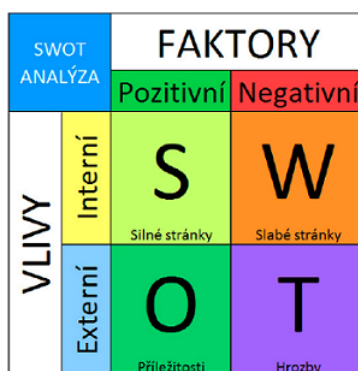 SWOT
ANALÝZA
FAKTORY
Pozitivní
Negativní
VLIVY
Interní
S
Silné stránky
W
Slabé stránky
Externí
O
Příležitosti
T
Hrozby